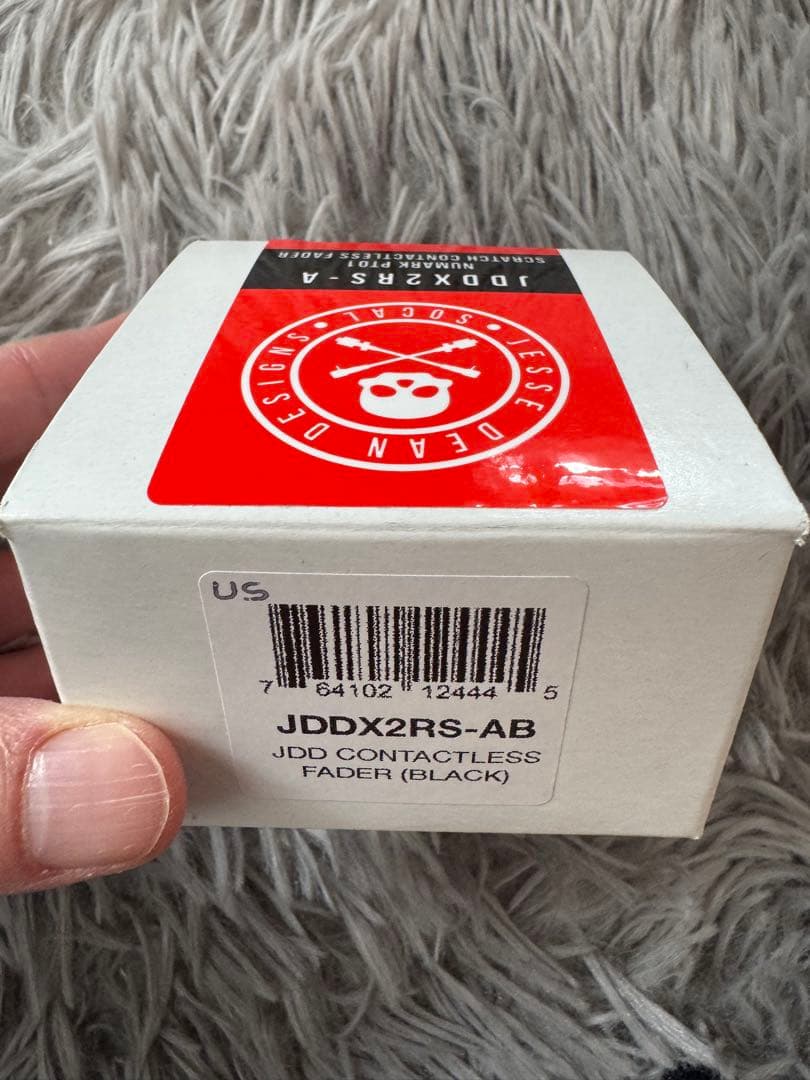 JDDX2RS-A
NUMARK PT01
SCRATCH CONTACTLESS FADER
JESSE DEAN DESIGNS • SOCAL •
US
7 64102 12444 5
JDDX2RS-AB
JDD CONTACTLESS
FADER (BLACK)